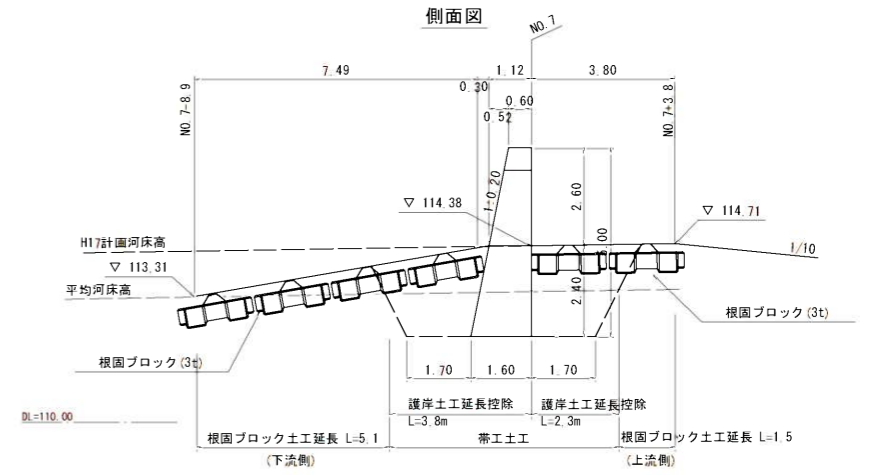 側面図
NO.7
7.49
1.12
3.80
0.30
0.60
0.52
NO.7-8.9
NO.7+3.8
1:0.20
2.60
5.00
2.40
▽ 114.38
▽ 114.71
H17計画河床高
1/10
▽ 113.31
平均河床高
根固ブロック(3t)
根固ブロック(3t)
1.70
1.60
1.70
護岸土工延長控除
L=3.8m
護岸土工延長控除
L=2.3m
DL=110.00
根固ブロック土工延長 L=5.1
(下流側)
帯工土工
根固ブロック土工延長 L=1.5
(上流側)